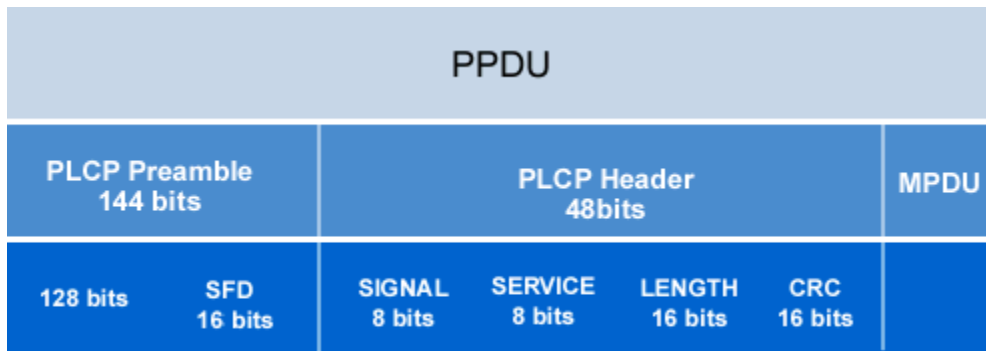 PPDU
PLCP Preamble
144 bits
PLCP Header
48bits
MPDU
128 bits
SFD
16 bits
SIGNAL
8 bits
SERVICE
8 bits
LENGTH
16 bits
CRC
16 bits